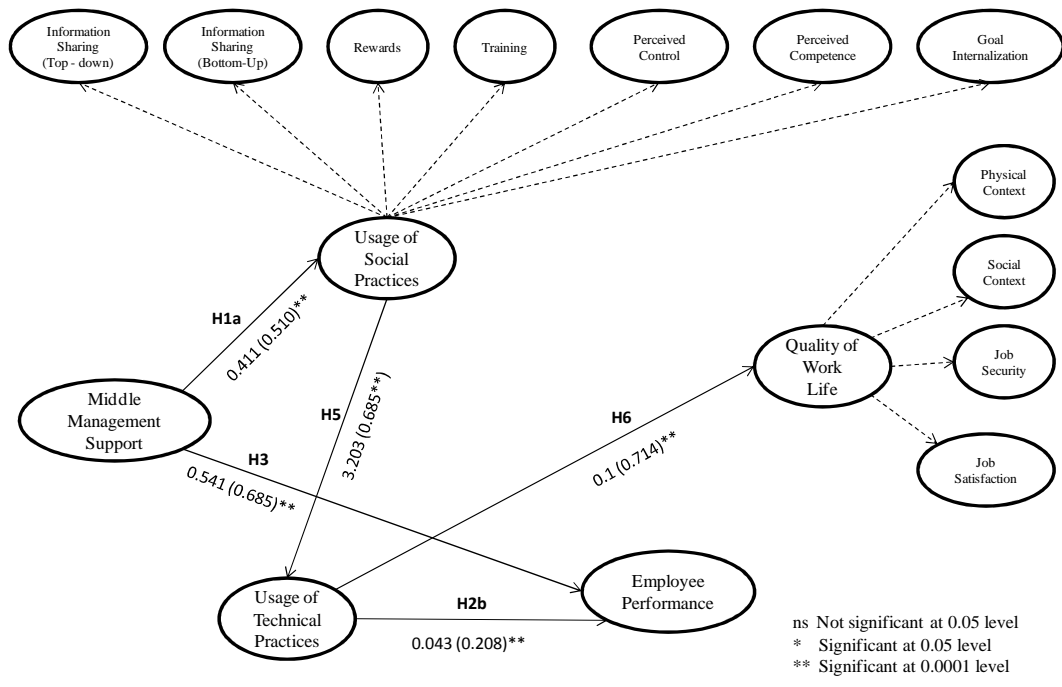 Information
Sharing
(Top - down)
Information
Sharing
(Bottom-Up)
Rewards
Training
Perceived
Control
Perceived
Competence
Goal
Internalization
Physical
Context
Usage of
Social
Practices
Social
Context
H1a
0.411 (0.510)**
Quality of
Work
Life
Job
Security
Middle
Management
Support
H5
3.203 (0.685**)
H6
0.1 (0.714)**
H3
0.541 (0.685)**
Job
Satisfaction
Usage of
Technical
Practices
H2b
0.043 (0.208)**
Employee
Performance
ns Not significant at 0.05 level
* Significant at 0.05 level
** Significant at 0.0001 level